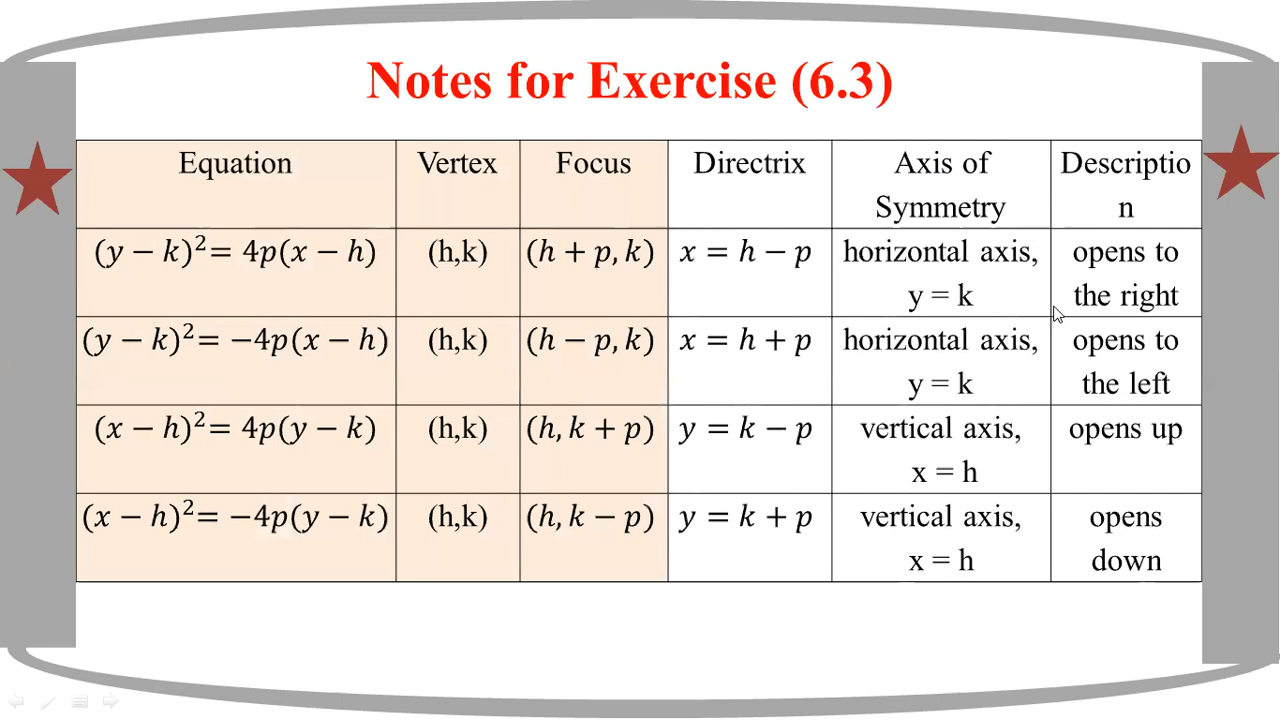 Notes for Exercise (6.3)
Equation Vertex Focus Directrix Axis of Descriptio
Symmetry n
(y − k)²= 4p(x − h) (h,k) (h + p, k) x = h − p horizontal axis, opens to
y = k the right
(y − k)²= −4p(x − h) (h,k) (h − p, k) x = h + p horizontal axis, opens to
y = k the left
(x − h)²= 4p(y − k) (h,k) (h, k + p) y = k − p vertical axis, opens up
x = h
(x − h)²= −4p(y − k) (h,k) (h, k − p) y = k + p vertical axis, opens
x = h down